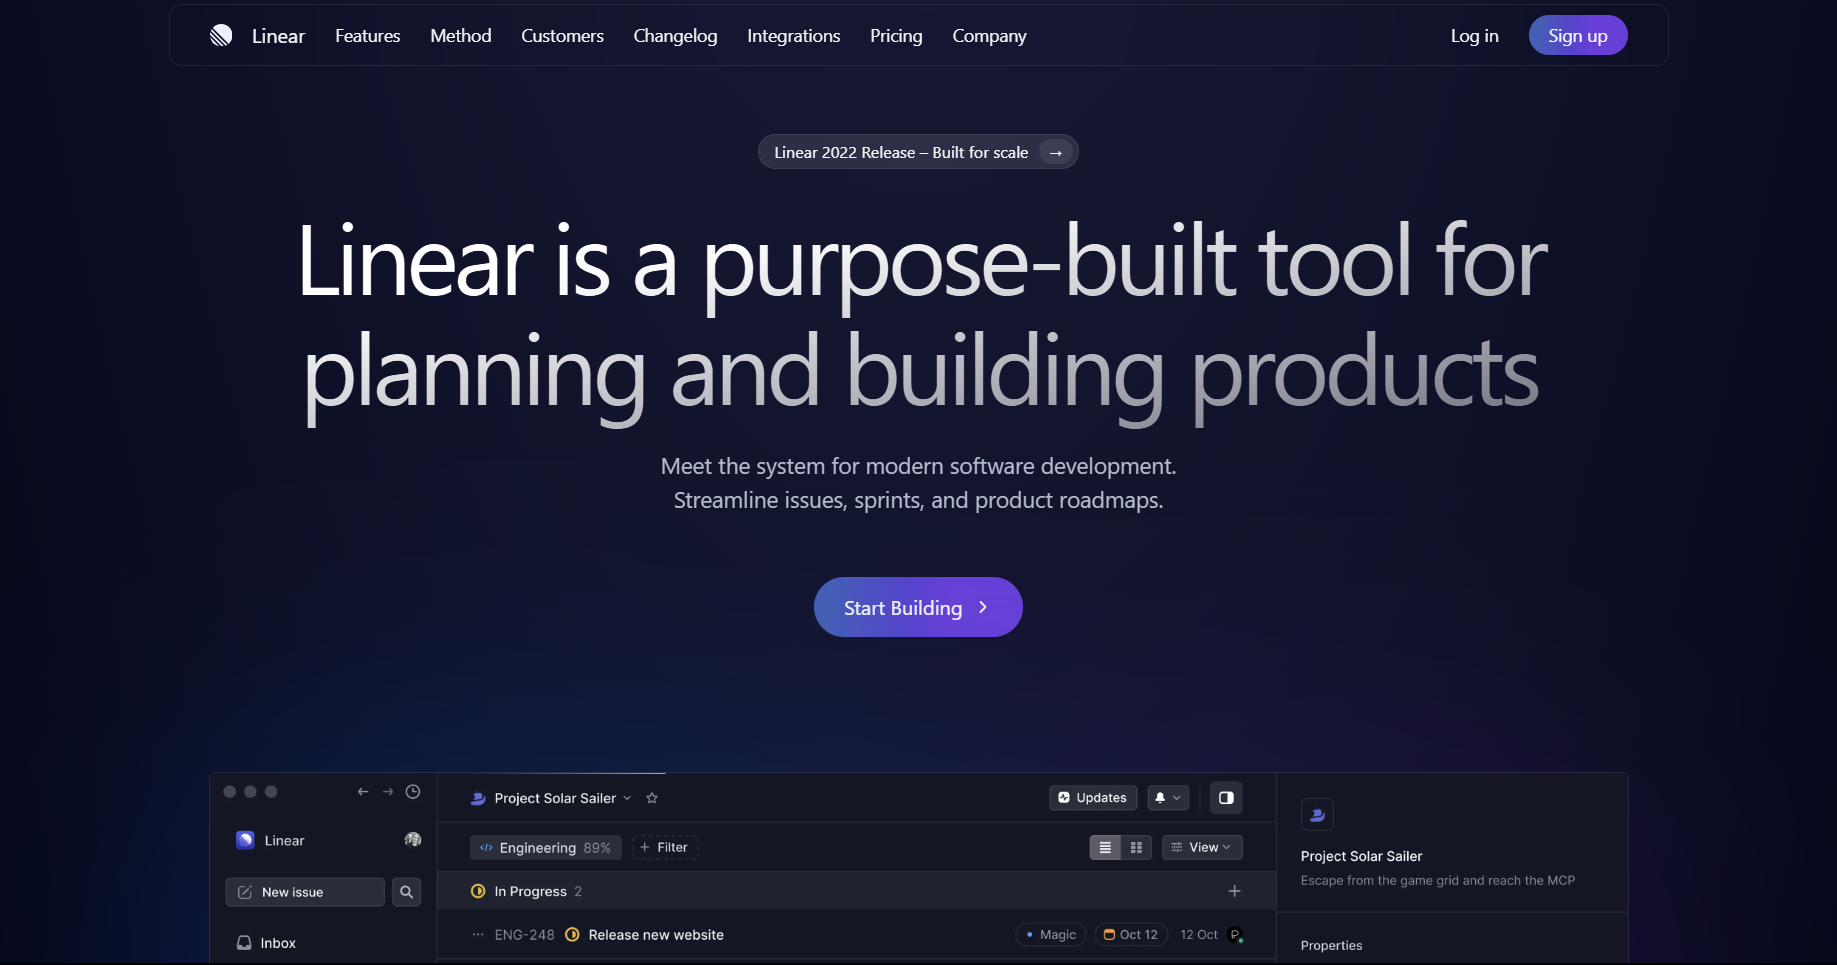 Linear Features Method Customers Changelog Integrations Pricing Company Log in Sign up
Linear 2022 Release – Built for scale →
Linear is a purpose-built tool for
planning and building products
Meet the system for modern software development.
Streamline issues, sprints, and product roadmaps.
Start Building
Project Solar Sailer
Updates
Linear
Engineering 89%
Filter
View
New issue
In Progress 2
ENG-248 Release new website Magic Oct 12 12 Oct
Inbox
Project Solar Sailer
Escape from the game grid and reach the MCP
Properties